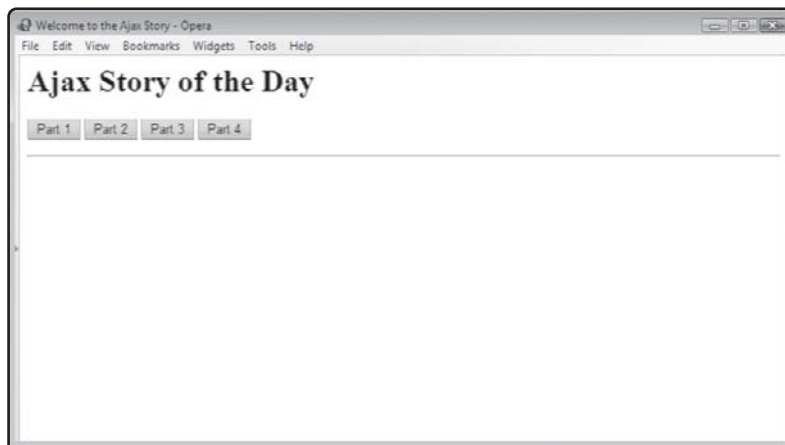 Welcome to the Ajax Story - Opera
File Edit View Bookmarks Widgets Tools Help
Ajax Story of the Day
Part 1 Part 2 Part 3 Part 4